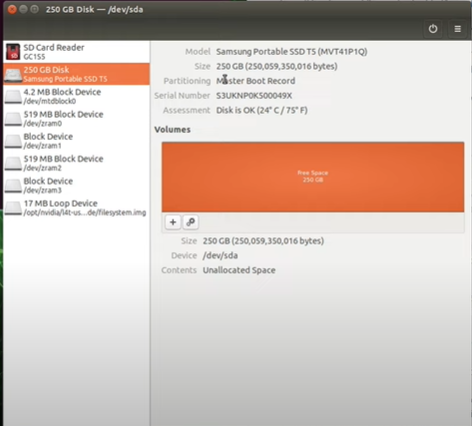 250 GB Disk — /dev/sda
SD Card Reader
GC155
250 GB Disk
Samsung Portable SSD T5
4.2 MB Block Device
/dev/mtdblock0
519 MB Block Device
/dev/zram0
Block Device
/dev/zram1
519 MB Block Device
/dev/zram2
Block Device
/dev/zram3
17 MB Loop Device
/opt/nvidia/l4t-us...de/filesystem.img
Model Samsung Portable SSD T5 (MVT41P1Q)
Size 250 GB (250,059,350,016 bytes)
Partitioning Master Boot Record
Serial Number S3UKNP0K500049X
Assessment Disk is OK (24° C / 75° F)
Volumes
Free Space
250 GB
Size 250 GB (250,059,350,016 bytes)
Device /dev/sda
Contents Unallocated Space